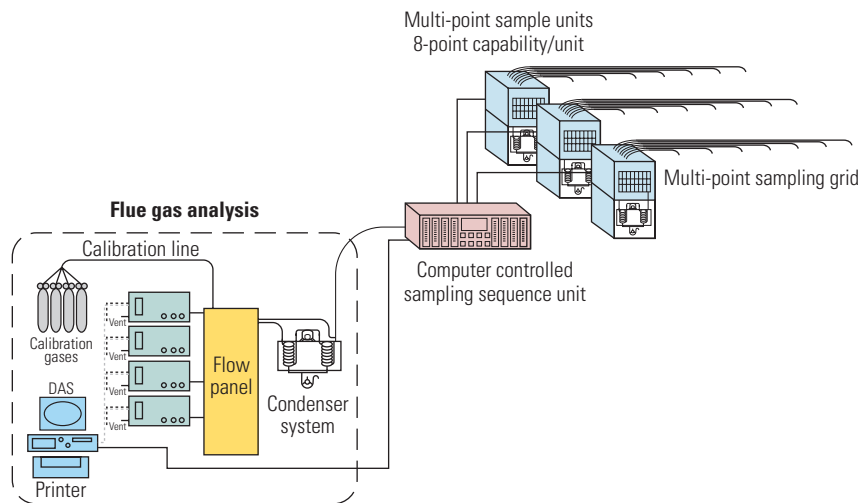 Multi-point sample units
8-point capability/unit
Multi-point sampling grid
Flue gas analysis
Computer controlled
sampling sequence unit
Calibration line
Calibration
gases
Vent
Vent
Vent
Vent
Flow
panel
Condenser
system
DAS
Printer